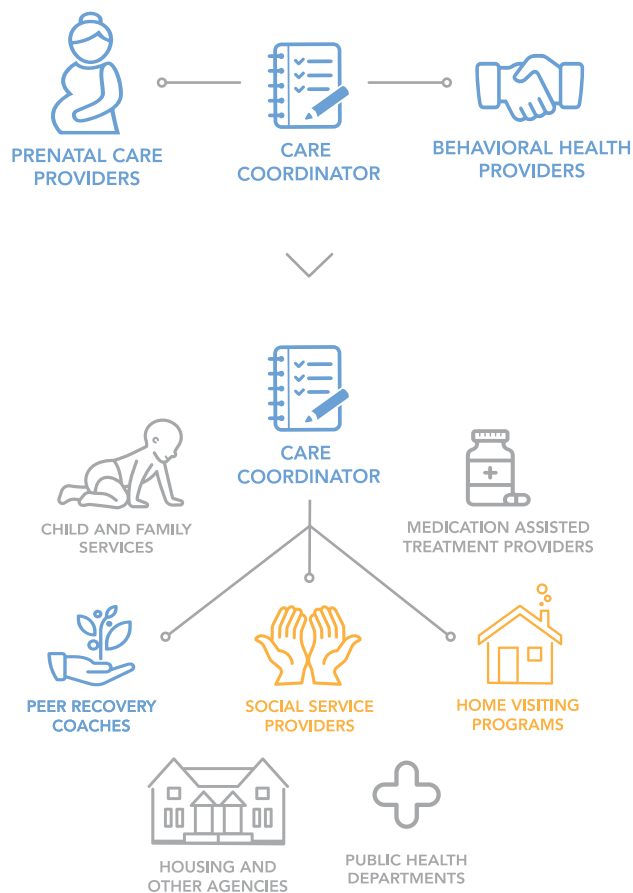 PRENATAL CARE
PROVIDERS
CARE
COORDINATOR
BEHAVIORAL HEALTH
PROVIDERS
CARE
COORDINATOR
CHILD AND FAMILY
SERVICES
MEDICATION ASSISTED
TREATMENT PROVIDERS
PEER RECOVERY
COACHES
SOCIAL SERVICE
PROVIDERS
HOME VISITING
PROGRAMS
HOUSING AND
OTHER AGENCIES
PUBLIC HEALTH
DEPARTMENTS